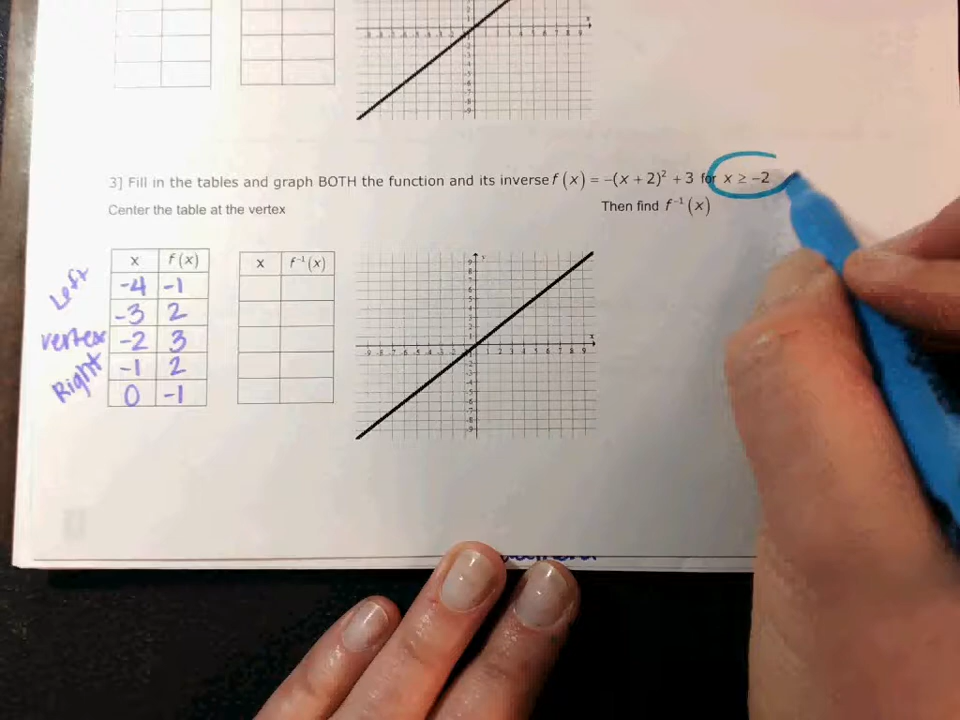 3] Fill in the tables and graph BOTH the function and its inverse f(x) = −(x + 2)² + 3 for x ≥ −2
Center the table at the vertex
Then find f⁻¹(x)
x f(x)
Left -4 -1
-3 2
vertex -2 3
Right -1 2
0 -1
x f⁻¹(x)